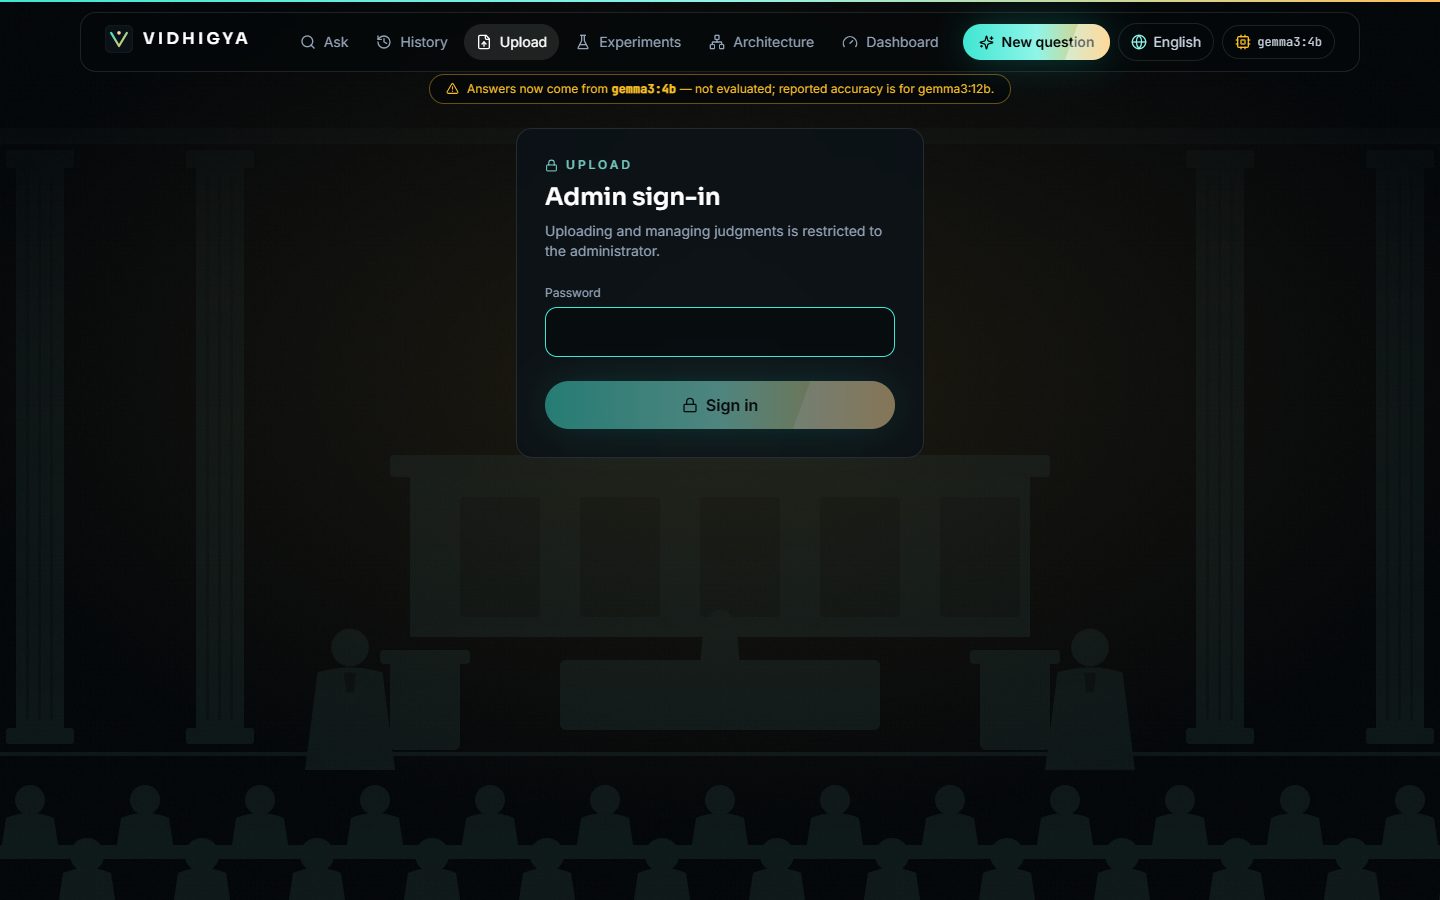 VIDHIGYA
Ask
History
Upload
Experiments
Architecture
Dashboard
New question
English
gemma3:4b
Answers now come from gemma3:4b — not evaluated; reported accuracy is for gemma3:12b.
UPLOAD
Admin sign-in
Uploading and managing judgments is restricted to
the administrator.
Password
Sign in